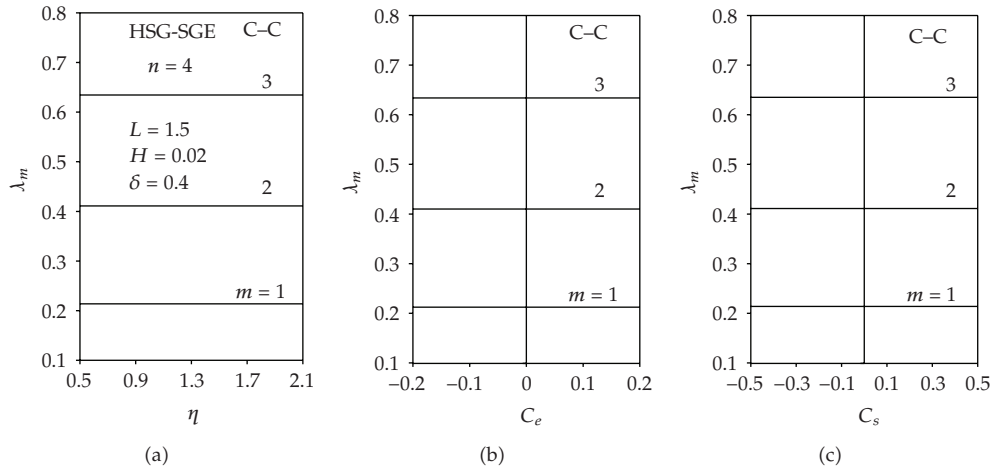 0.8
0.7
0.6
0.5
0.4
0.3
0.2
0.1
λm
HSG-SGE C–C
n = 4
3
L = 1.5
H = 0.02
δ = 0.4
2
m = 1
0.5 0.9 1.3 1.7 2.1
η
(a)
0.8
0.7
0.6
0.5
0.4
0.3
0.2
0.1
λm
C–C
3
2
m = 1
−0.2 −0.1 0 0.1 0.2
Ce
(b)
0.8
0.7
0.6
0.5
0.4
0.3
0.2
0.1
λm
C–C
3
2
m = 1
−0.5 −0.3 −0.1 0.1 0.3 0.5
Cs
(c)